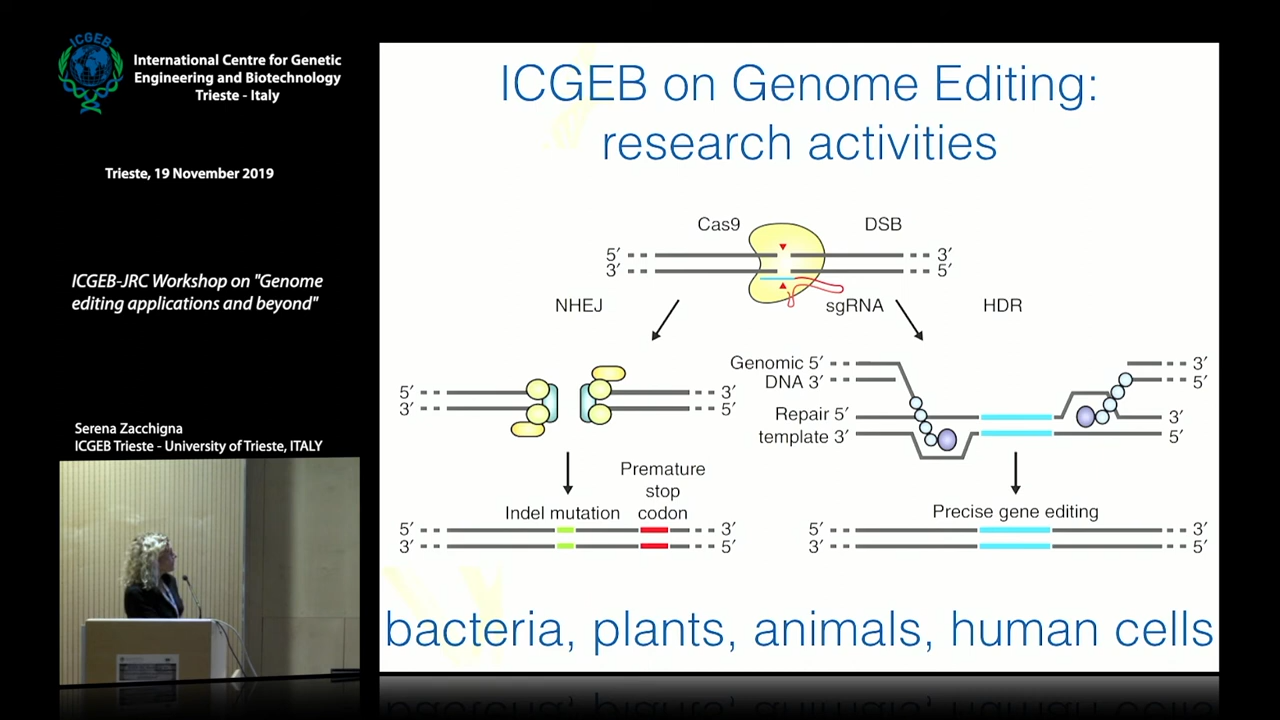 ICGEB
International Centre for Genetic
Engineering and Biotechnology
Trieste - Italy
Trieste, 19 November 2019
ICGEB-JRC Workshop on "Genome
editing applications and beyond"
Serena Zacchigna
ICGEB Trieste - University of Trieste, ITALY
ICGEB on Genome Editing:
research activities
Cas9 DSB
5′ 3′
3′ 5′
NHEJ sgRNA HDR
Genomic 5′ 3′
DNA 3′ 5′
5′ 3′
3′ 5′
Repair 5′ 3′
template 3′ 5′
Premature
stop
codon
Indel mutation
Precise gene editing
5′ 3′
3′ 5′
5′ 3′
3′ 5′
bacteria, plants, animals, human cells